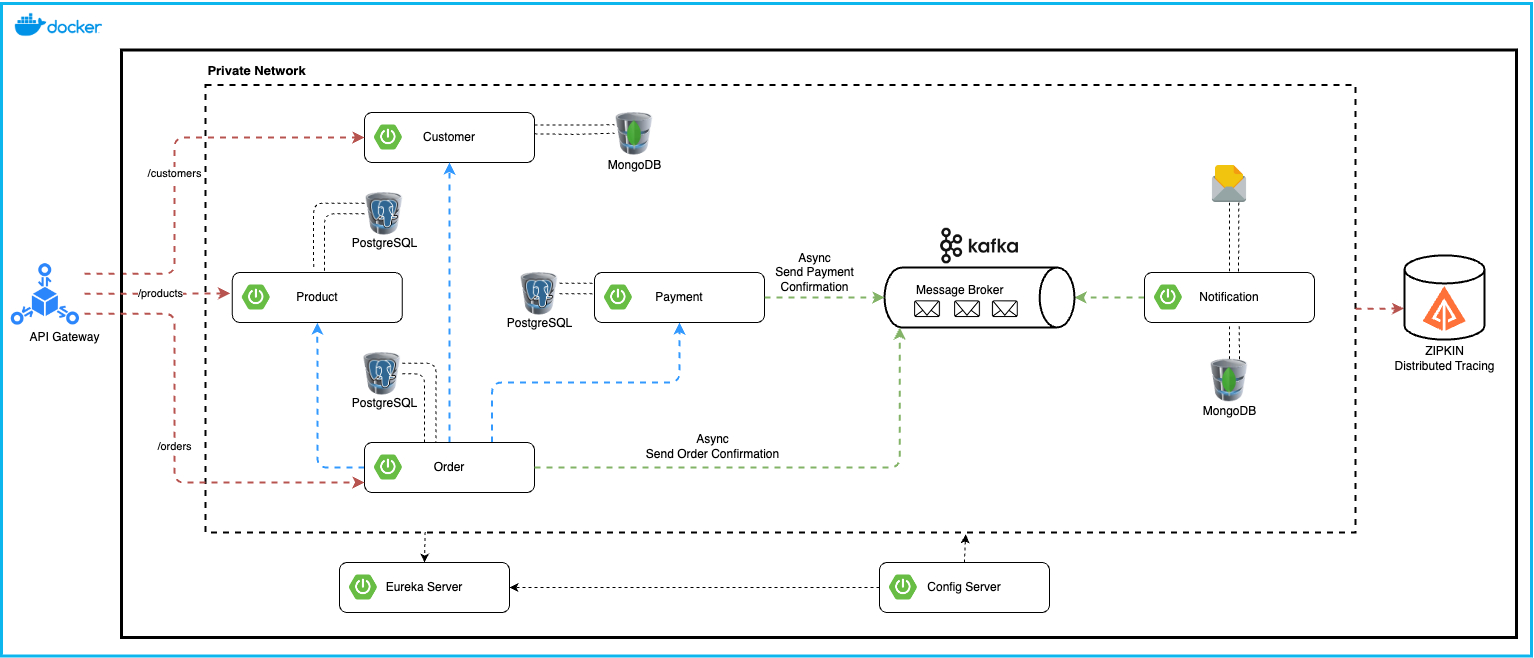 docker
Private Network
Customer
MongoDB
/customers
PostgreSQL
kafka
Async
Send Payment
Confirmation
/products
Product
PostgreSQL
Payment
Message Broker
Notification
API Gateway
ZIPKIN
Distributed Tracing
PostgreSQL
MongoDB
/orders
Order
Async
Send Order Confirmation
Eureka Server
Config Server